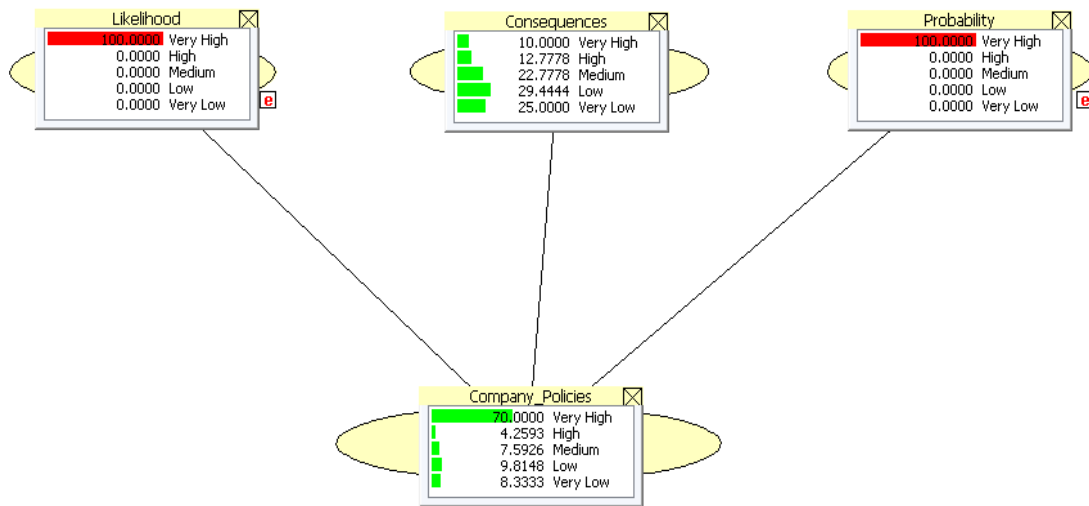 Likelihood
100.0000 Very High
0.0000 High
0.0000 Medium
0.0000 Low
0.0000 Very Low
e
Consequences
10.0000 Very High
12.7778 High
22.7778 Medium
29.4444 Low
25.0000 Very Low
Probability
100.0000 Very High
0.0000 High
0.0000 Medium
0.0000 Low
0.0000 Very Low
e
Company_Policies
70.0000 Very High
4.2593 High
7.5926 Medium
9.8148 Low
8.3333 Very Low